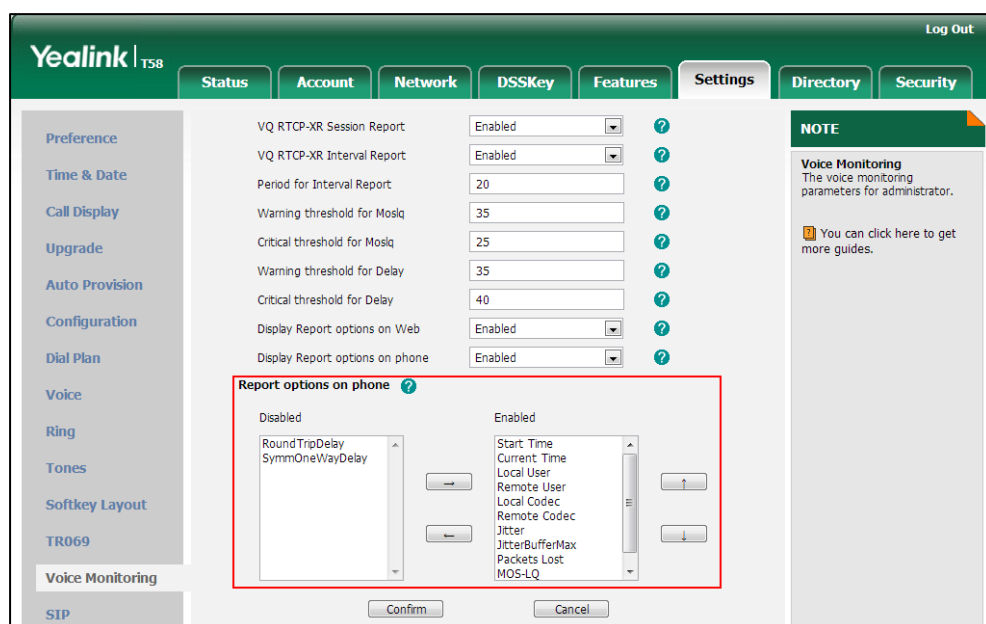 Log Out
Yealink T58
Status Account Network DSSKey Features Settings Directory Security
Preference
Time & Date
Call Display
Upgrade
Auto Provision
Configuration
Dial Plan
Voice
Ring
Tones
Softkey Layout
TR069
Voice Monitoring
SIP
VQ RTCP-XR Session Report Enabled ?
VQ RTCP-XR Interval Report Enabled ?
Period for Interval Report 20 ?
Warning threshold for Moslq 35 ?
Critical threshold for Moslq 25 ?
Warning threshold for Delay 35 ?
Critical threshold for Delay 40 ?
Display Report options on Web Enabled ?
Display Report options on phone Enabled ?
Report options on phone ?
Disabled
RoundTripDelay
SymmOneWayDelay
→
←
Enabled
Start Time
Current Time
Local User
Remote User
Local Codec
Remote Codec
Jitter
JitterBufferMax
Packets Lost
MOS-LQ
↑
↓
Confirm Cancel
NOTE
Voice Monitoring
The voice monitoring
parameters for administrator.
? You can click here to get
more guides.